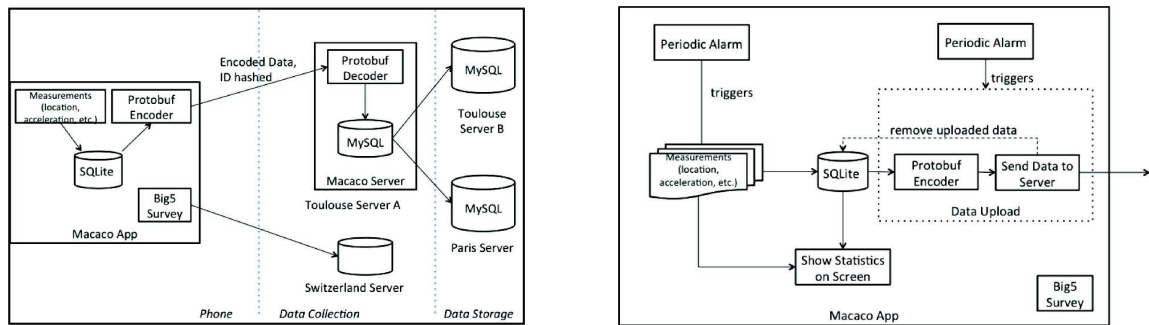 Measurements
(location,
acceleration, etc.)
Protobuf
Encoder
SQLite
Big5
Survey
Macaco App
Encoded Data,
ID hashed
Protobuf
Decoder
MySQL
Macaco Server
Toulouse Server A
Switzerland Server
MySQL
Toulouse
Server B
MySQL
Paris Server
Phone
Data Collection
Data Storage
Periodic Alarm
triggers
Measurements
(location,
acceleration, etc.)
Periodic Alarm
triggers
remove uploaded data
SQLite
Protobuf
Encoder
Send Data to
Server
Data Upload
Show Statistics
on Screen
Big5
Survey
Macaco App